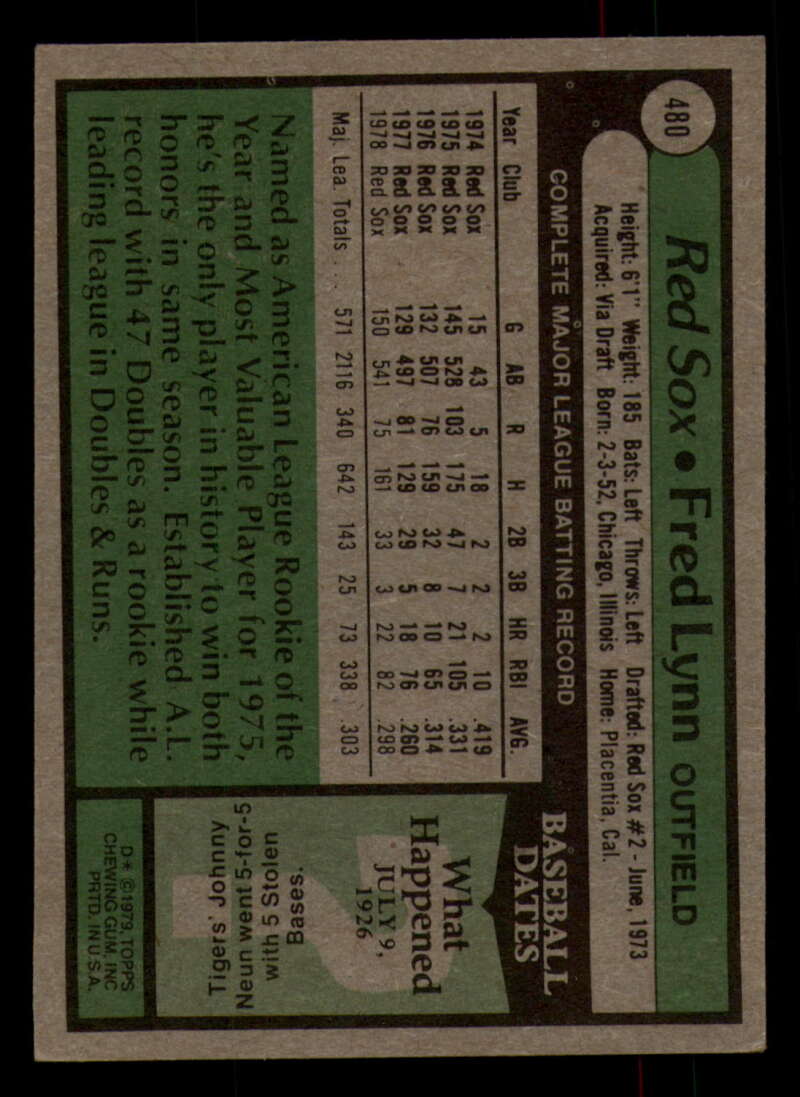 480
Red Sox • Fred Lynn OUTFIELD
Height: 6'1" Weight: 185 Bats: Left Throws: Left Drafted: Red Sox #2 - June, 1973
Acquired: Via Draft Born: 2-3-52, Chicago, Illinois Home: Placentia, Cal.
COMPLETE MAJOR LEAGUE BATTING RECORD
Year Club G AB R H 2B 3B HR RBI AVG.
1974 Red Sox 15 43 5 18 2 2 2 10 .419
1975 Red Sox 145 528 103 175 47 7 21 105 .331
1976 Red Sox 132 507 76 159 32 8 10 65 .314
1977 Red Sox 129 497 81 129 29 5 18 76 .260
1978 Red Sox 150 541 75 161 33 3 22 82 .298
Maj. Lea. Totals . . . 571 2116 340 642 143 25 73 338 .303
Named as American League Rookie of the
Year and Most Valuable Player for 1975,
he's the only player in history to win both
honors in same season. Established A.L.
record with 47 Doubles as a rookie while
leading league in Doubles & Runs.
BASEBALL
DATES
What
Happened
JULY 9,
1926
Tigers' Johnny
Neun went 5-for-5
with 5 Stolen
Bases.
D* ©1979, TOPPS
CHEWING GUM, INC
PRTD. IN U.S.A.